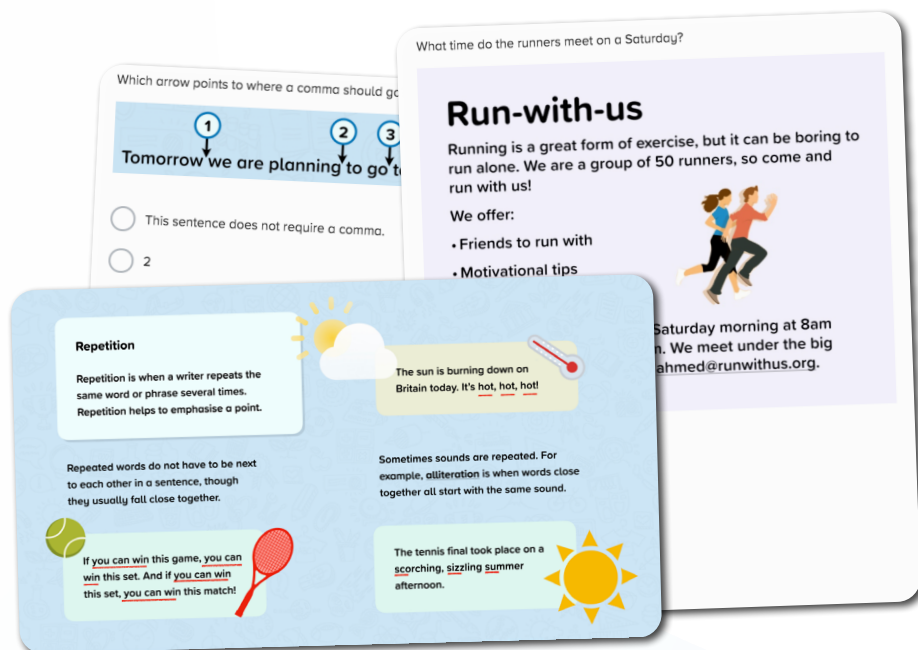 Which arrow points to where a comma should go
1
2
3
Tomorrow we are planning to go
This sentence does not require a comma.
2
What time do the runners meet on a Saturday?
Run-with-us
Running is a great form of exercise, but it can be boring to
run alone. We are a group of 50 runners, so come and
run with us!
We offer:
• Friends to run with
• Motivational tips
Saturday morning at 8am
We meet under the big
ahmed@runwithus.org.
Repetition
Repetition is when a writer repeats the
same word or phrase several times.
Repetition helps to emphasise a point.
The sun is burning down on
Britain today. It's hot, hot, hot!
Repeated words do not have to be next
to each other in a sentence, though
they usually fall close together.
Sometimes sounds are repeated. For
example, alliteration is when words close
together all start with the same sound.
If you can win this game, you can
win this set. And if you can win
this set, you can win this match!
The tennis final took place on a
scorching, sizzling summer
afternoon.